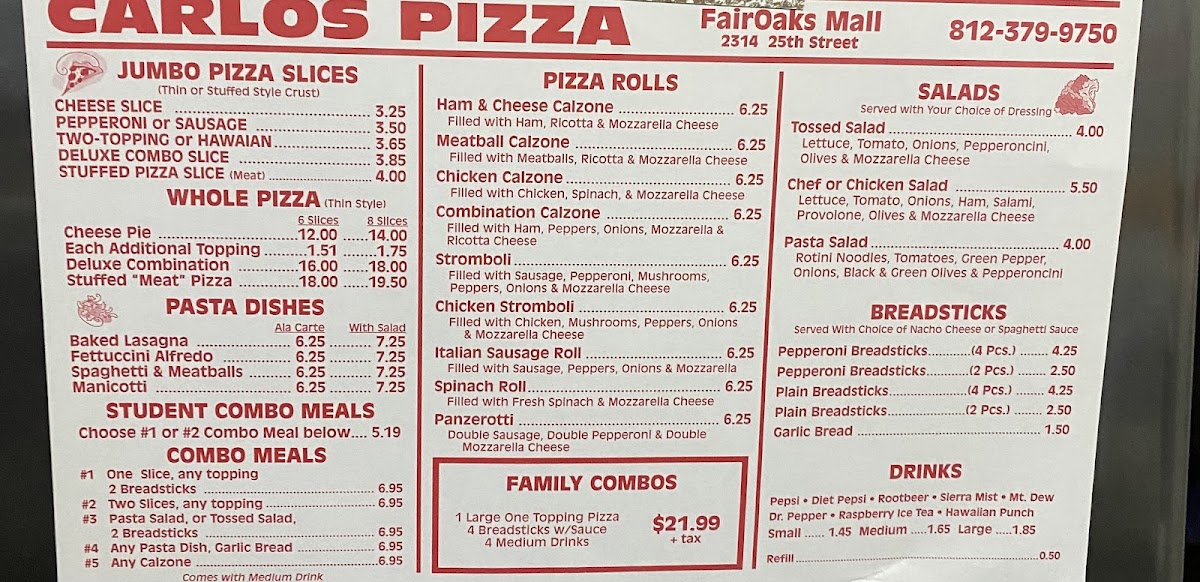 CARLOS PIZZA
FairOaks Mall
2314 25th Street
812-379-9750
JUMBO PIZZA SLICES
(Thin or Stuffed Style Crust)
CHEESE SLICE ..... 3.25
PEPPERONI or SAUSAGE ..... 3.50
TWO-TOPPING or HAWAIAN ..... 3.65
DELUXE COMBO SLICE ..... 3.85
STUFFED PIZZA SLICE (Meat) ..... 4.00
WHOLE PIZZA (Thin Style)
6 Slices 8 Slices
Cheese Pie ..... 12.00 ..... 14.00
Each Additional Topping ..... 1.51 ..... 1.75
Deluxe Combination ..... 16.00 ..... 18.00
Stuffed "Meat" Pizza ..... 18.00 ..... 19.50
PASTA DISHES
Ala Carte With Salad
Baked Lasagna ..... 6.25 ..... 7.25
Fettuccini Alfredo ..... 6.25 ..... 7.25
Spaghetti & Meatballs ..... 6.25 ..... 7.25
Manicotti ..... 6.25 ..... 7.25
STUDENT COMBO MEALS
Choose #1 or #2 Combo Meal below.... 5.19
COMBO MEALS
#1 One Slice, any topping
2 Breadsticks ..... 6.95
#2 Two Slices, any topping ..... 6.95
#3 Pasta Salad, or Tossed Salad,
2 Breadsticks ..... 6.95
#4 Any Pasta Dish, Garlic Bread ..... 6.95
#5 Any Calzone ..... 6.95
Comes with Medium Drink
PIZZA ROLLS
Ham & Cheese Calzone ..... 6.25
Filled with Ham, Ricotta & Mozzarella Cheese
Meatball Calzone ..... 6.25
Filled with Meatballs, Ricotta & Mozzarella Cheese
Chicken Calzone ..... 6.25
Filled with Chicken, Spinach, & Mozzarella Cheese
Combination Calzone ..... 6.25
Filled with Ham, Peppers, Onions, Mozzarella &
Ricotta Cheese
Stromboli ..... 6.25
Filled with Sausage, Pepperoni, Mushrooms,
Peppers, Onions & Mozzarella Cheese
Chicken Stromboli ..... 6.25
Filled with Chicken, Mushrooms, Peppers, Onions
& Mozzarella Cheese
Italian Sausage Roll ..... 6.25
Filled with Sausage, Peppers, Onions & Mozzarella
Spinach Roll ..... 6.25
Filled with Fresh Spinach & Mozzarella Cheese
Panzerotti ..... 6.25
Double Sausage, Double Pepperoni & Double
Mozzarella Cheese
FAMILY COMBOS
1 Large One Topping Pizza
4 Breadsticks w/Sauce
4 Medium Drinks
$21.99
+ tax
SALADS
Served with Your Choice of Dressing
Tossed Salad ..... 4.00
Lettuce, Tomato, Onions, Pepperoncini,
Olives & Mozzarella Cheese
Chef or Chicken Salad ..... 5.50
Lettuce, Tomato, Onions, Ham, Salami,
Provolone, Olives & Mozzarella Cheese
Pasta Salad ..... 4.00
Rotini Noodles, Tomatoes, Green Pepper,
Onions, Black & Green Olives & Pepperoncini
BREADSTICKS
Served With Choice of Nacho Cheese or Spaghetti Sauce
Pepperoni Breadsticks ..... (4 Pcs.) ..... 4.25
Pepperoni Breadsticks ..... (2 Pcs.) ..... 2.50
Plain Breadsticks ..... (4 Pcs.) ..... 4.25
Plain Breadsticks ..... (2 Pcs.) ..... 2.50
Garlic Bread ..... 1.50
DRINKS
Pepsi • Diet Pepsi • Rootbeer • Sierra Mist • Mt. Dew
Dr. Pepper • Raspberry Ice Tea • Hawaiian Punch
Small ..... 1.45 Medium .....1.65 Large .....1.85
Refill ..... 0.50